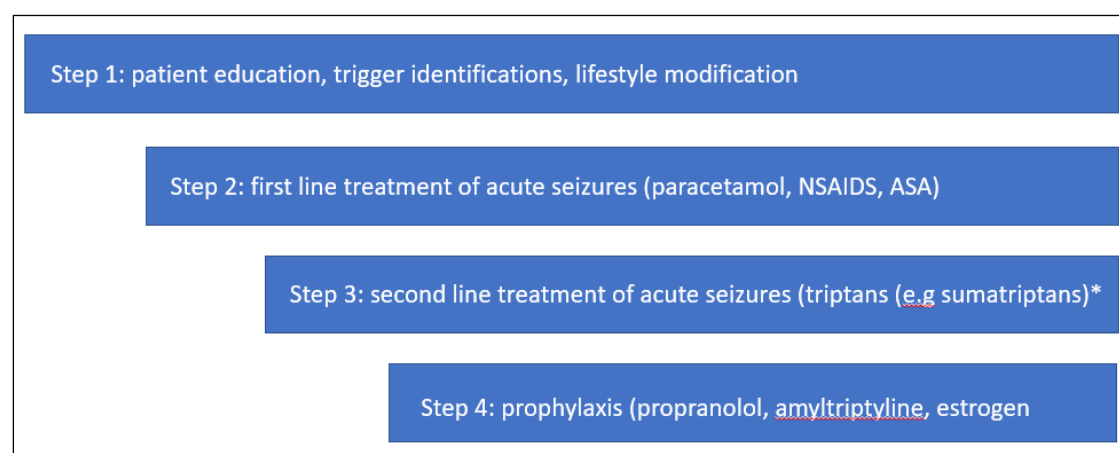 Step 1: patient education, trigger identifications, lifestyle modification
Step 2: first line treatment of acute seizures (paracetamol, NSAIDS, ASA)
Step 3: second line treatment of acute seizures (triptans (e.g sumatriptans)*
Step 4: prophylaxis (propranolol, amyltriptyline, estrogen